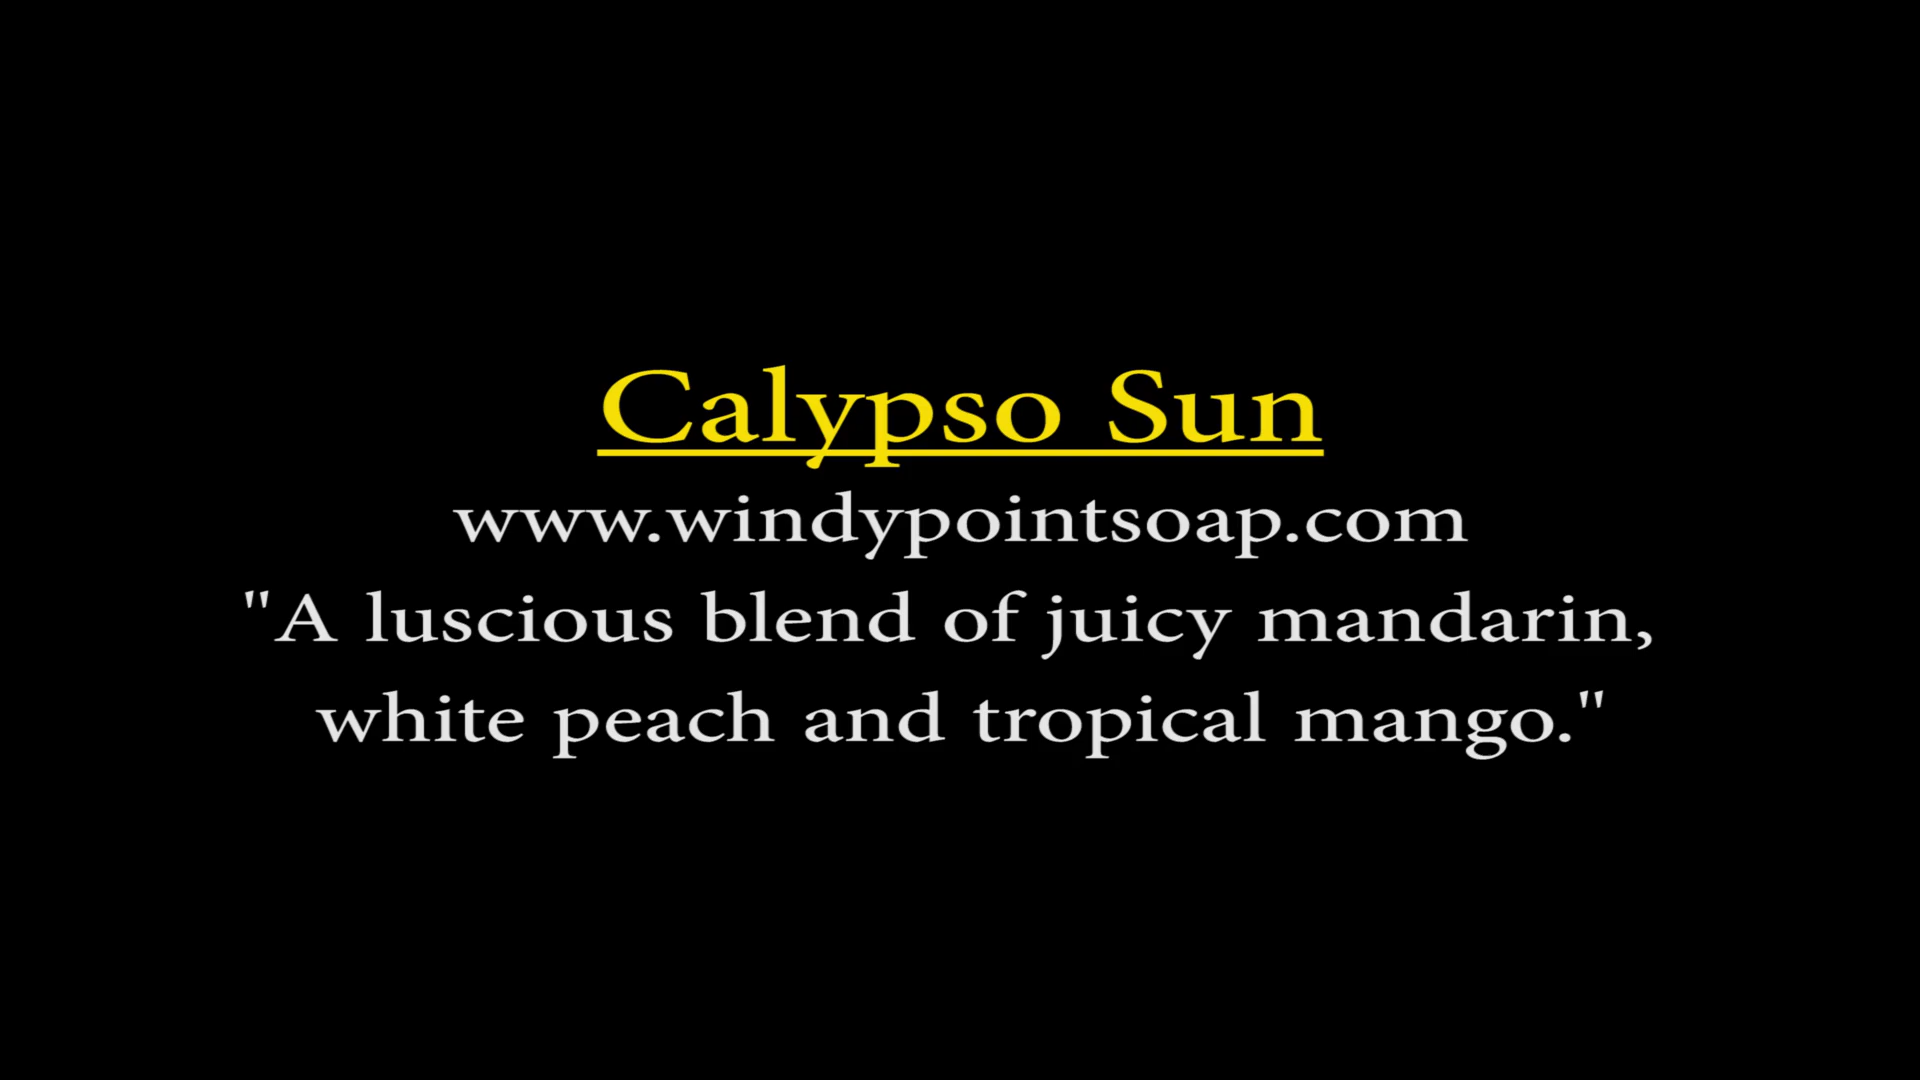 Calypso Sun
www.windypointsoap.com
"A luscious blend of juicy mandarin,
white peach and tropical mango."